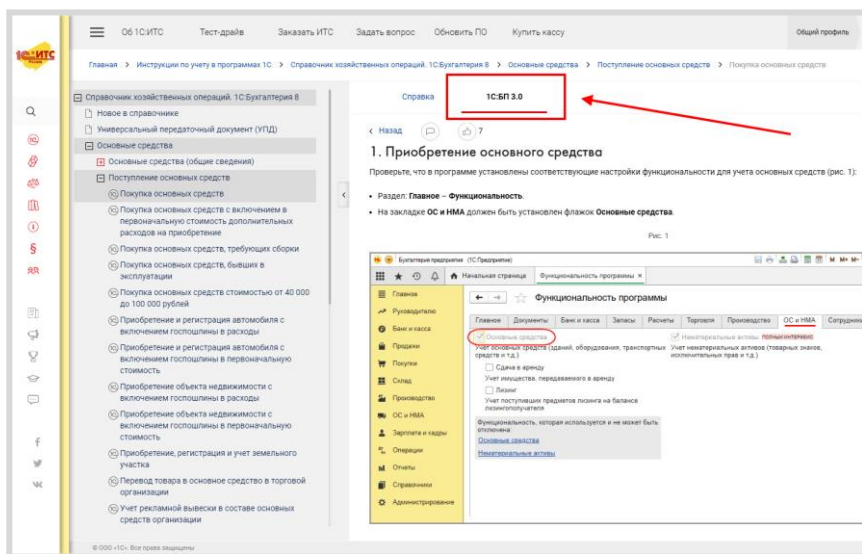 1С:ИТС
Об 1С:ИТС
Тест-драйв
Заказать ИТС
Задать вопрос
Обновить ПО
Купить кассу
Общий профиль
Главная > Инструкции по учету в программах 1С > Справочник хозяйственных операций. 1С:Бухгалтерия 8 > Основные средства > Поступление основных средств > Покупка основных средств
Справочник хозяйственных операций. 1С:Бухгалтерия 8
Новое в справочнике
Универсальный передаточный документ (УПД)
Основные средства
Основные средства (общие сведения)
Поступление основных средств
Покупка основных средств
Покупка основных средств с включением в
первоначальную стоимость дополнительных
расходов на приобретение
Покупка основных средств, требующих сборки
Покупка основных средств, бывших в
эксплуатации
Покупка основных средств стоимостью от 40 000
до 100 000 рублей
Приобретение и регистрация автомобиля с
включением госпошлины в расходы
Приобретение и регистрация автомобиля с
включением госпошлины в первоначальную
стоимость
Приобретение объекта недвижимости с
включением госпошлины в расходы
Приобретение объекта недвижимости с
включением госпошлины в первоначальную
стоимость
Приобретение, регистрация и учет земельного
участка
Перевод товара в основное средство в торговой
организации
Учет рекламной вывески в составе основных
средств организации
Справка
1С:БП 3.0
< Назад
7
1. Приобретение основного средства
Проверьте, что в программе установлены соответствующие настройки функциональности для учета основных средств (рис. 1):
• Раздел: Главное – Функциональность.
• На закладке ОС и НМА должен быть установлен флажок Основные средства.
Рис. 1
Бухгалтерия предприятия (1С:Предприятие)
M M+ M-
Начальная страница
Функциональность программы ×
Главное
Руководителю
Банк и касса
Продажи
Покупки
Склад
Производство
ОС и НМА
Зарплата и кадры
Операции
Отчеты
Справочники
Администрирование
Функциональность программы
Главное
Документы
Банк и касса
Запасы
Расчеты
Торговля
Производство
ОС и НМА
Сотрудники
Основные средства
Учет основных средств (зданий, оборудования, транспортных
средств и т.д.)
Сдача в аренду
Учет имущества, передаваемого в аренду
Лизинг
Учет поступивших предметов лизинга на балансе
лизингополучателя
Нематериальные активы
Учет нематериальных активов (товарных знаков,
исключительных прав и т.д.)
Функциональность, которая используется и не может быть
отключена:
Основные средства
Нематериальные активы
© ООО «1С». Все права защищены